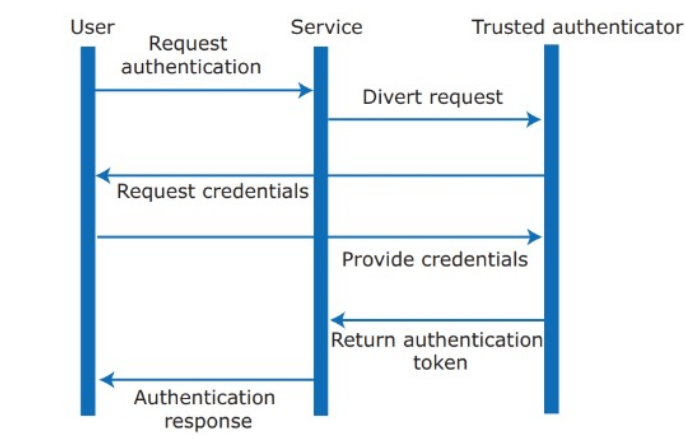 User
Service
Trusted authenticator
Request
authentication
Divert request
Request credentials
Provide credentials
Return authentication
token
Authentication
response